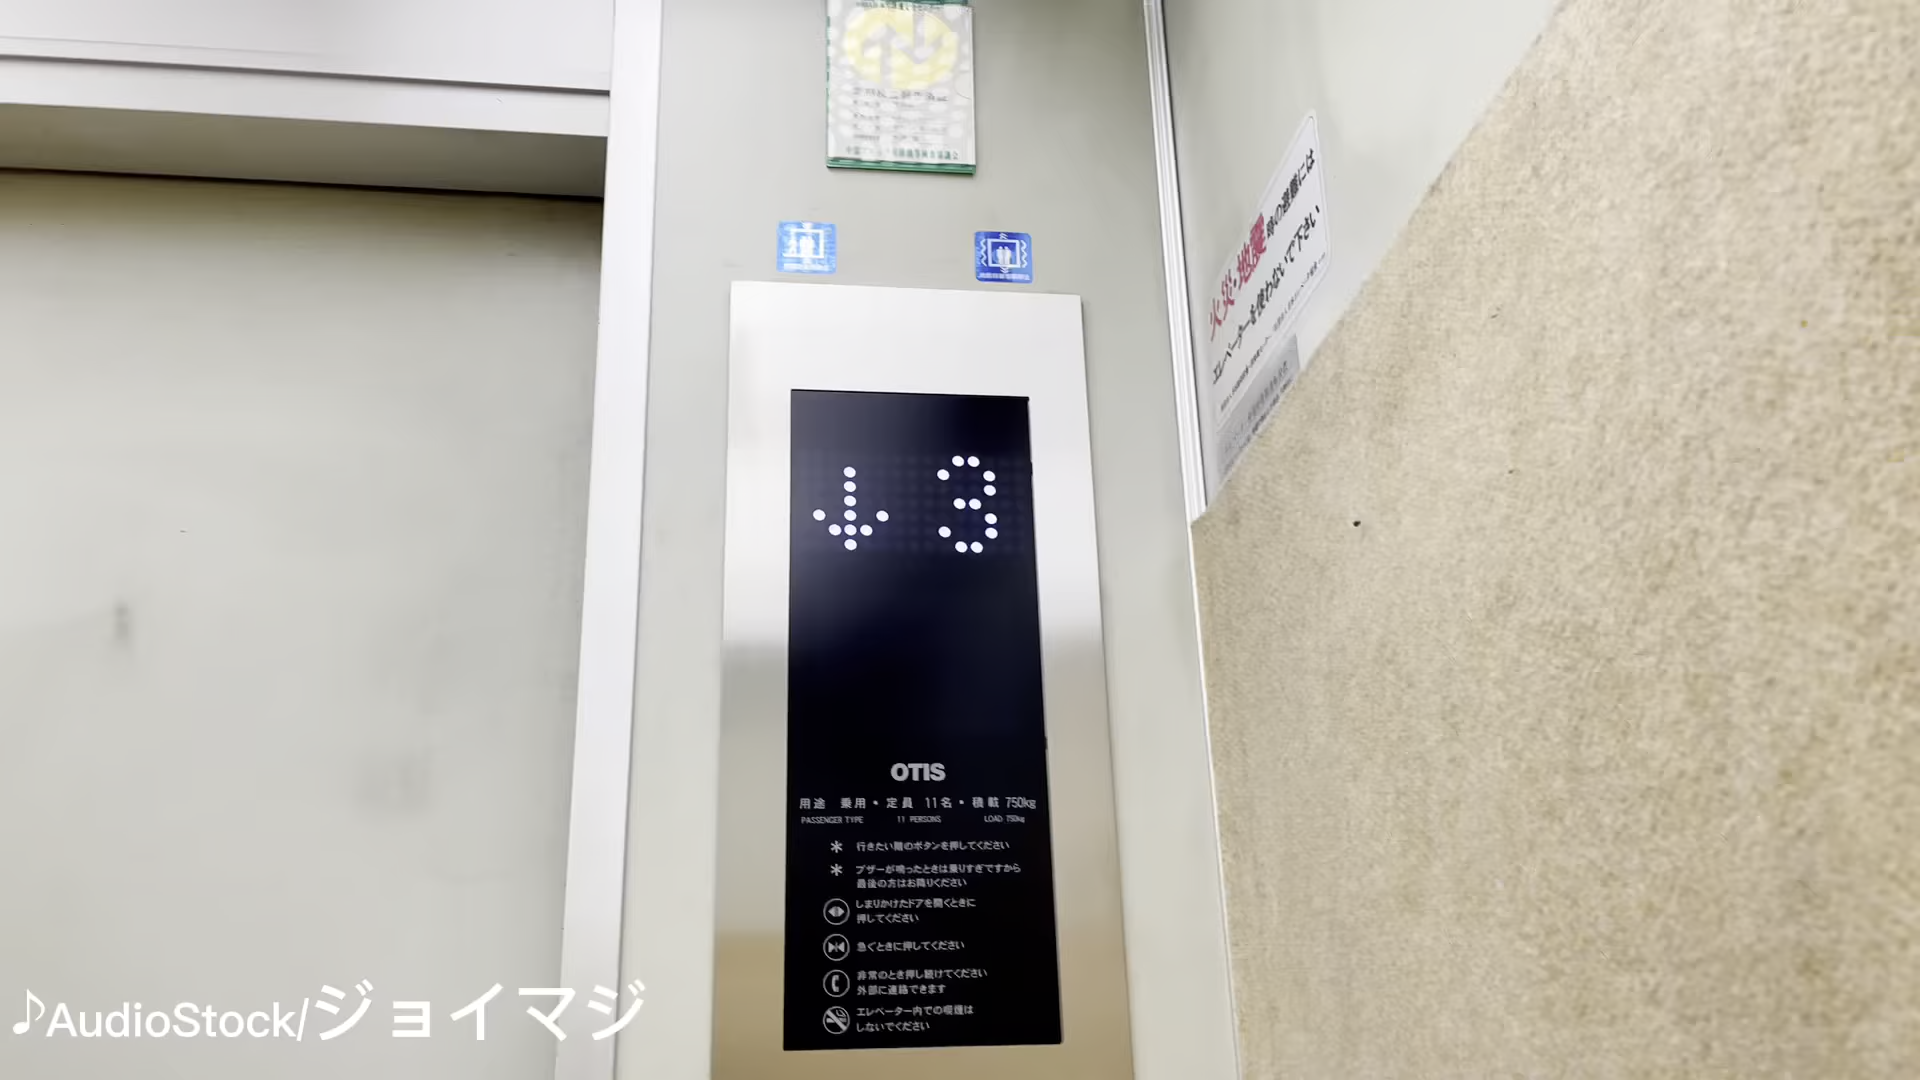 火災・地震時の避難には
エレベーターを使わないで下さい
↓ 3
OTIS
用途 乗用・定員 11名・積載 750kg
PASSENGER TYPE 11 PERSONS LOAD 750kg
* 行きたい階のボタンを押してください
* ブザーが鳴ったときは乗りすぎですから
最後の方はお降りください
しまりかけたドアを開くときに
押してください
急ぐときに押してください
非常のとき押し続けてください
外部に連絡できます
エレベーター内での喫煙は
しないでください
♪AudioStock/ジョイマジ